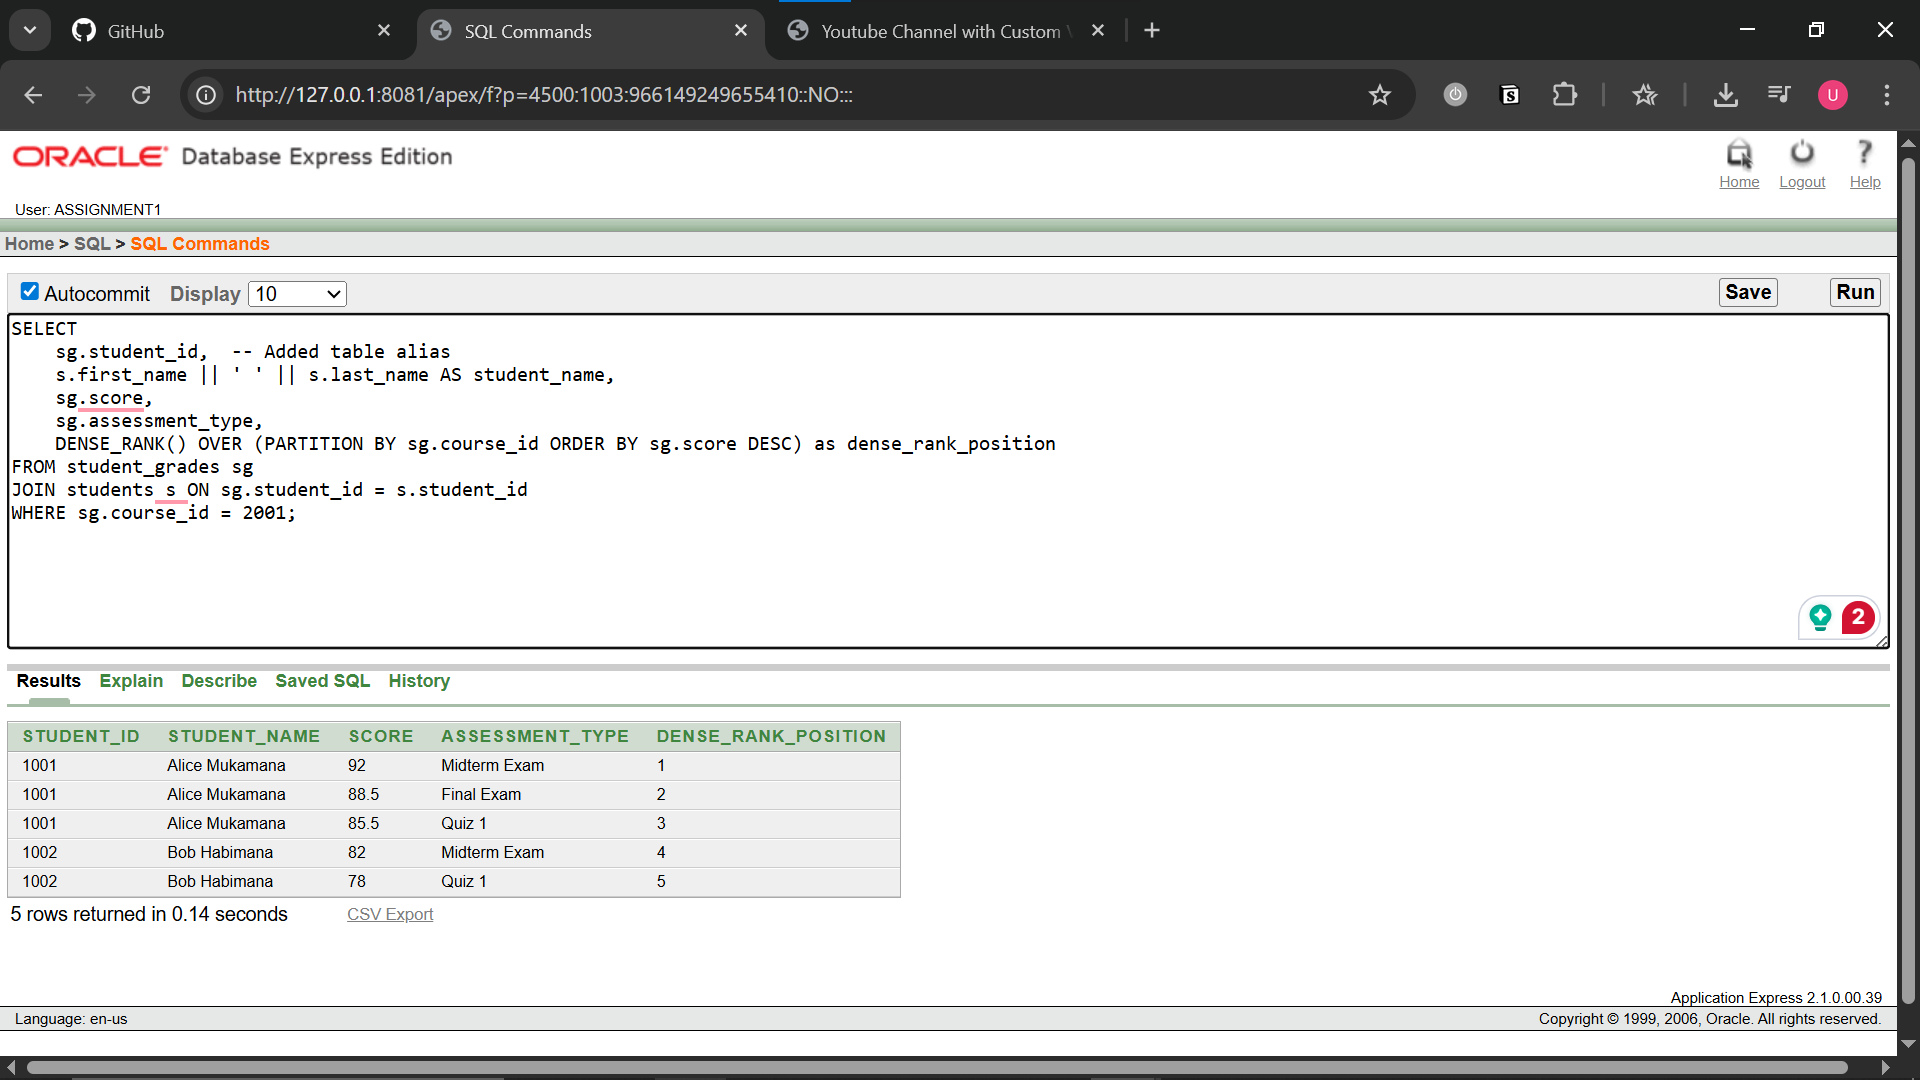 GitHub
SQL Commands
Youtube Channel with Custom
http://127.0.0.1:8081/apex/f?p=4500:1003:966149249655410::NO:::
U
ORACLE Database Express Edition
Home Logout Help
User: ASSIGNMENT1
Home > SQL > SQL Commands
Autocommit Display 10 Save Run
SELECT
    sg.student_id,  -- Added table alias
    s.first_name || ' ' || s.last_name AS student_name,
    sg.score,
    sg.assessment_type,
    DENSE_RANK() OVER (PARTITION BY sg.course_id ORDER BY sg.score DESC) as dense_rank_position
FROM student_grades sg
JOIN students s ON sg.student_id = s.student_id
WHERE sg.course_id = 2001;
2
Results Explain Describe Saved SQL History
STUDENT_ID STUDENT_NAME SCORE ASSESSMENT_TYPE DENSE_RANK_POSITION
1001 Alice Mukamana 92 Midterm Exam 1
1001 Alice Mukamana 88.5 Final Exam 2
1001 Alice Mukamana 85.5 Quiz 1 3
1002 Bob Habimana 82 Midterm Exam 4
1002 Bob Habimana 78 Quiz 1 5
5 rows returned in 0.14 seconds CSV Export
Application Express 2.1.0.00.39
Language: en-us Copyright © 1999, 2006, Oracle. All rights reserved.